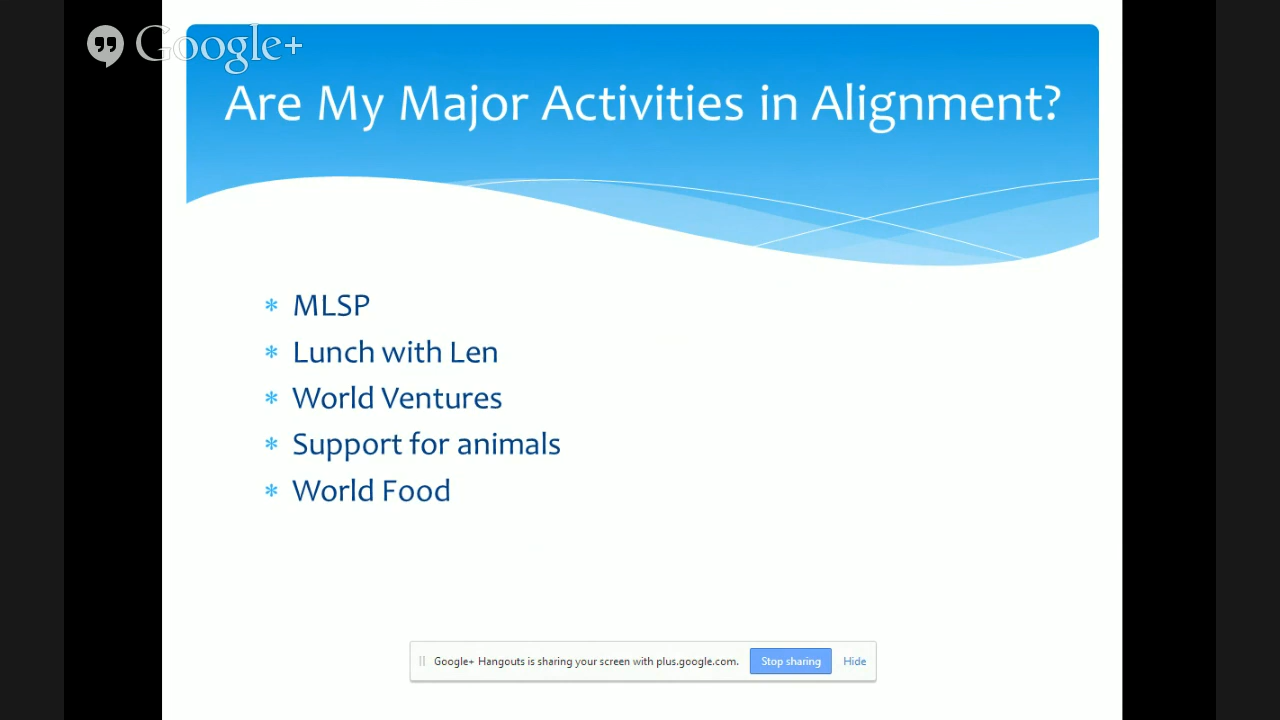 Google+
Are My Major Activities in Alignment?
* MLSP
* Lunch with Len
* World Ventures
* Support for animals
* World Food
Google+ Hangouts is sharing your screen with plus.google.com. Stop sharing Hide